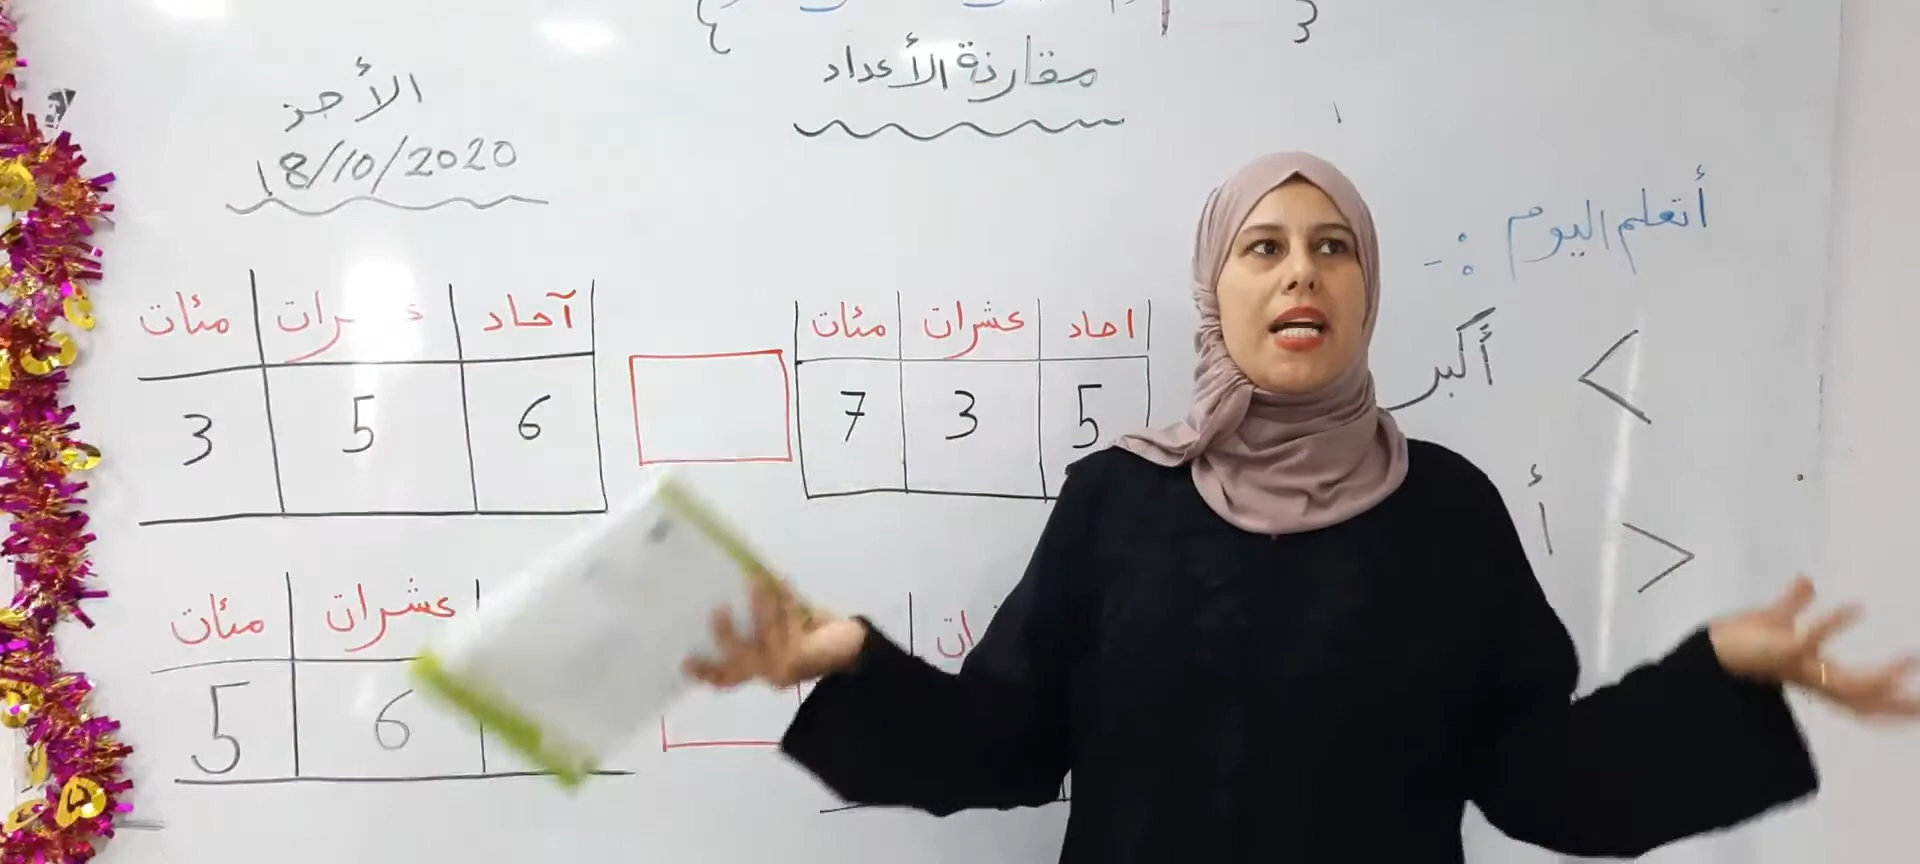 مقارنة الأعداد
الأحد
18/10/2020
أتعلم اليوم :-
أكبر <
أ >
مئات عشرات احاد
7 3 5
مئات آحاد
3 5 6
مئات عشرات
5 6